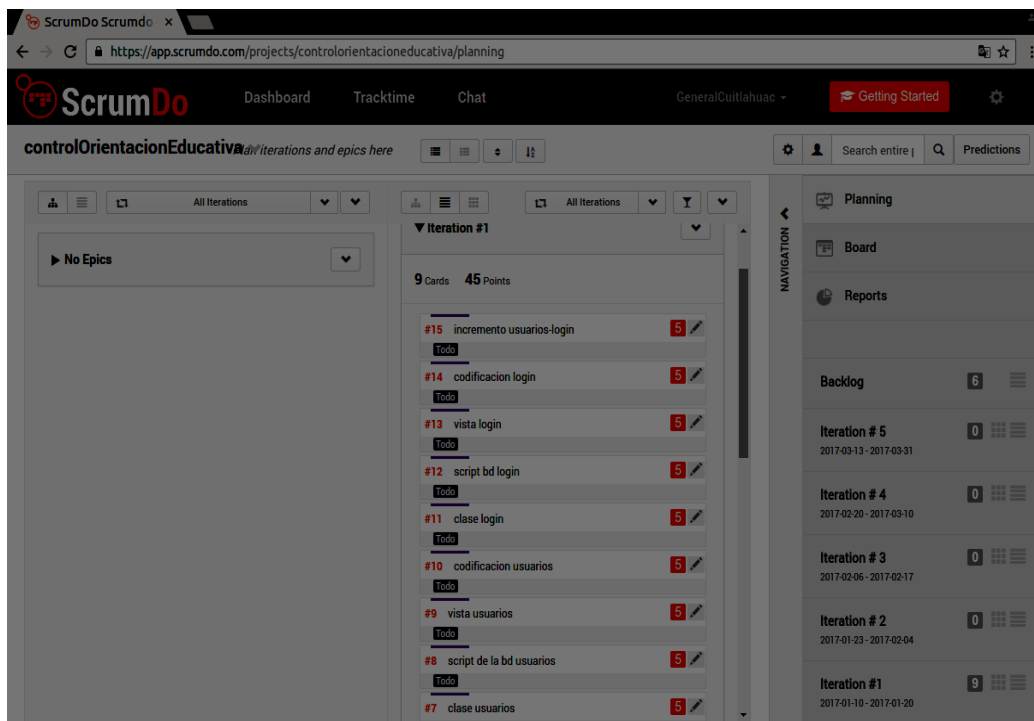 ScrumDo Scrumdo
https://app.scrumdo.com/projects/controlorientacioneducativa/planning
ScrumDo Dashboard Tracktime Chat GeneralCuitlahuac Getting Started
controlOrientacionEducativa iterations and epics here Search entire Predictions
All Iterations
All Iterations
No Epics
Iteration #1
9 Cards 45 Points
#15 incremento usuarios-login 5
Todo
#14 codificacion login 5
Todo
#13 vista login 5
Todo
#12 script bd login 5
Todo
#11 clase login 5
Todo
#10 codificacion usuarios 5
Todo
#9 vista usuarios 5
Todo
#8 script de la bd usuarios 5
Todo
#7 clase usuarios 5
NAVIGATION
Planning
Board
Reports
Backlog 6
Iteration # 5 0
2017-03-13 - 2017-03-31
Iteration # 4 0
2017-02-20 - 2017-03-10
Iteration # 3 0
2017-02-06 - 2017-02-17
Iteration # 2 0
2017-01-23 - 2017-02-04
Iteration #1 9
2017-01-10 - 2017-01-20